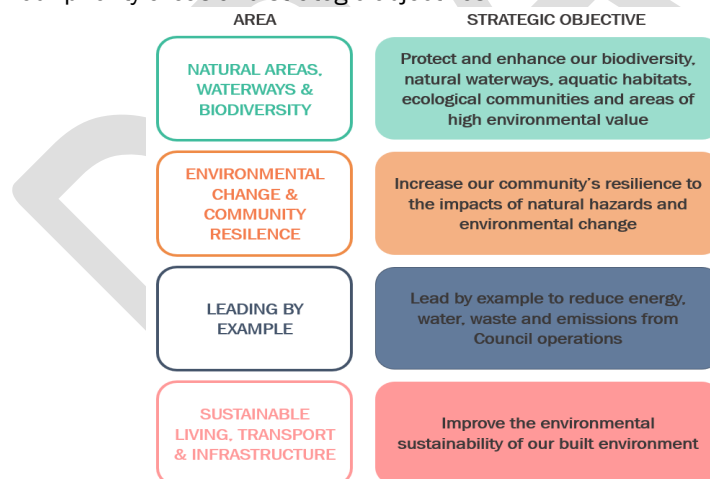 AREA
STRATEGIC OBJECTIVE
NATURAL AREAS,
WATERWAYS &
BIODIVERSITY
Protect and enhance our biodiversity,
natural waterways, aquatic habitats,
ecological communities and areas of
high environmental value
ENVIRONMENTAL
CHANGE &
COMMUNITY
RESILENCE
Increase our community's resilience to
the impacts of natural hazards and
environmental change
LEADING BY
EXAMPLE
Lead by example to reduce energy,
water, waste and emissions from
Council operations
SUSTAINABLE
LIVING, TRANSPORT
& INFRASTRUCTURE
Improve the environmental
sustainability of our built environment